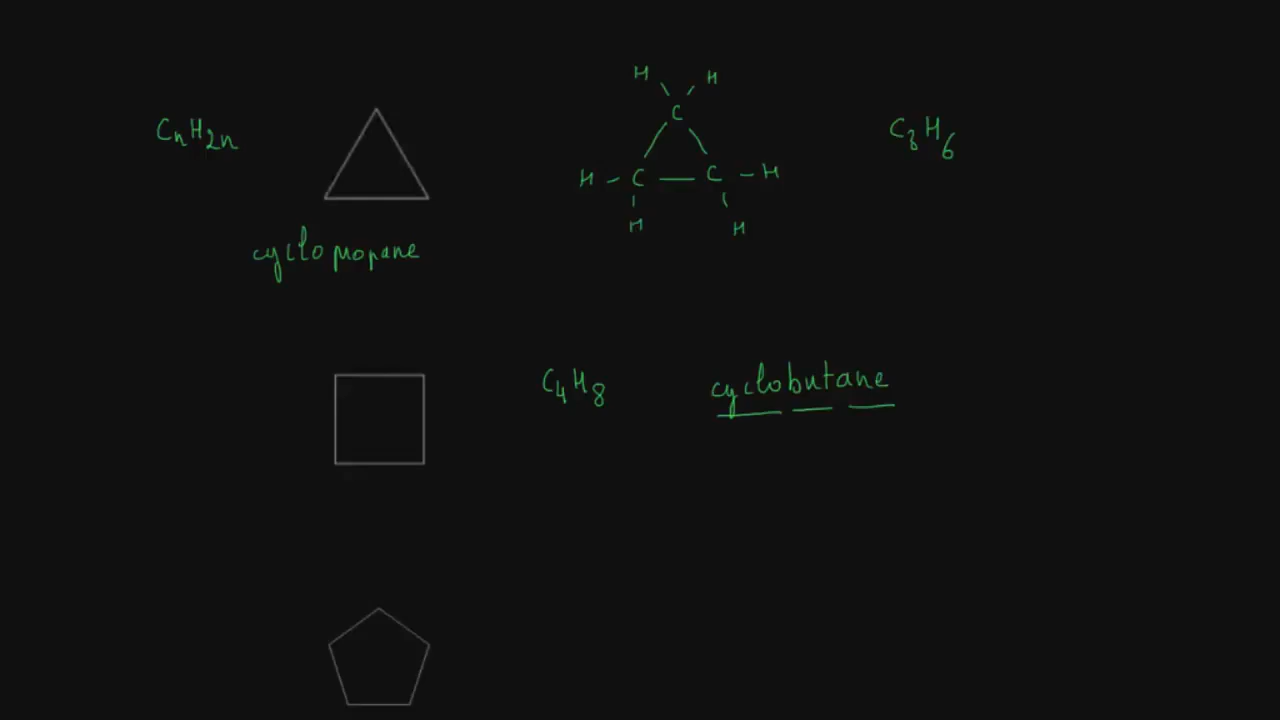 H H
CnH2n C C3H6
H – C — C – H
H H
cyclopropane
C4H8 cyclobutane